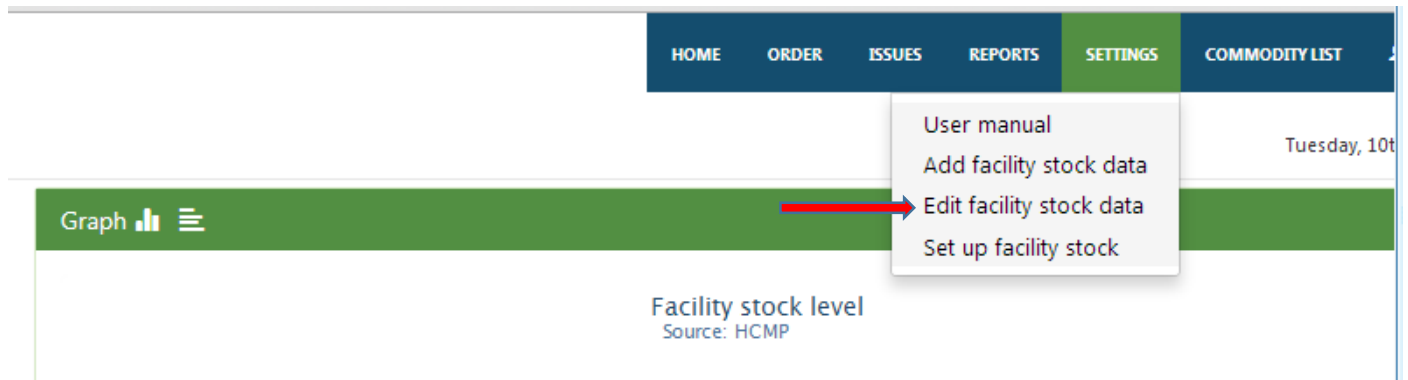 HOME ORDER ISSUES REPORTS SETTINGS COMMODITY LIST
User manual
Tuesday, 10t
Add facility stock data
Edit facility stock data
Set up facility stock
Graph
Facility stock level
Source: HCMP